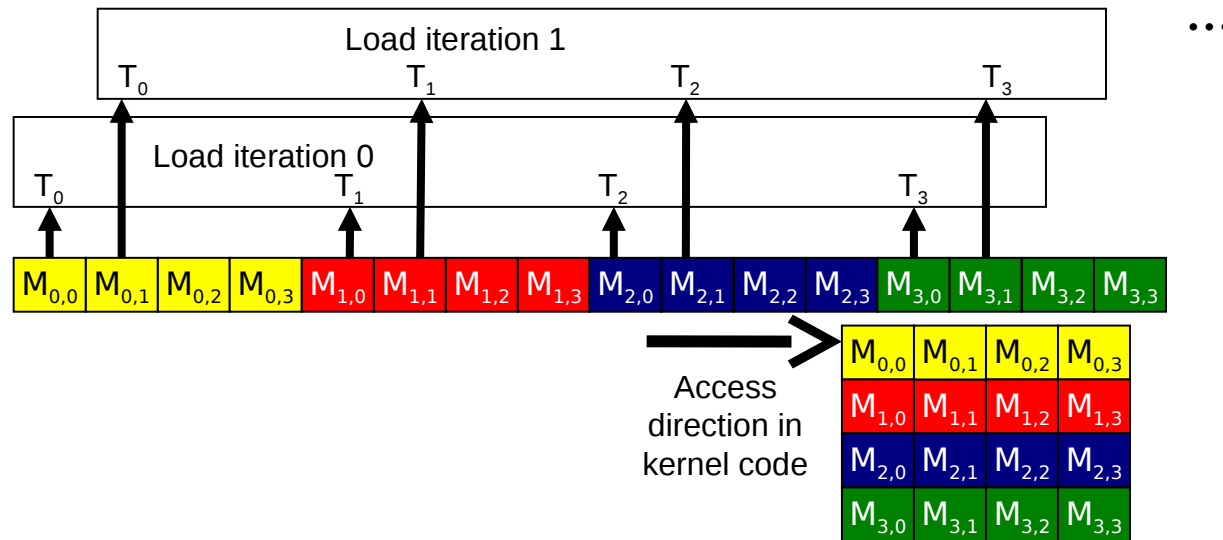 ...
Load iteration 1
T0 T1 T2 T3
Load iteration 0
T0 T1 T2 T3
M0,0 M0,1 M0,2 M0,3 M1,0 M1,1 M1,2 M1,3 M2,0 M2,1 M2,2 M2,3 M3,0 M3,1 M3,2 M3,3
Access
direction in
kernel code
M0,0 M0,1 M0,2 M0,3
M1,0 M1,1 M1,2 M1,3
M2,0 M2,1 M2,2 M2,3
M3,0 M3,1 M3,2 M3,3